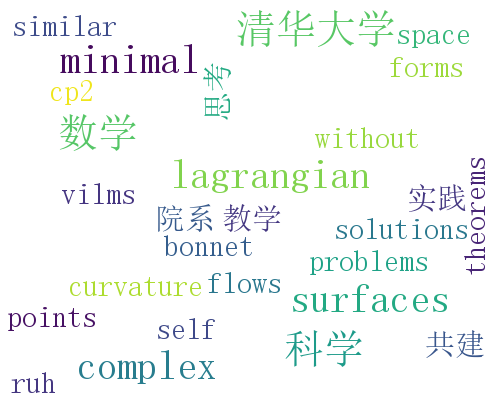 similar
清华大学
space
minimal
forms
思考
cp2
数学
without
lagrangian
theorems
vilms
实践
院系
教学
solutions
bonnet
problems
curvature
flows
surfaces
points
self
科学
共建
complex
ruh